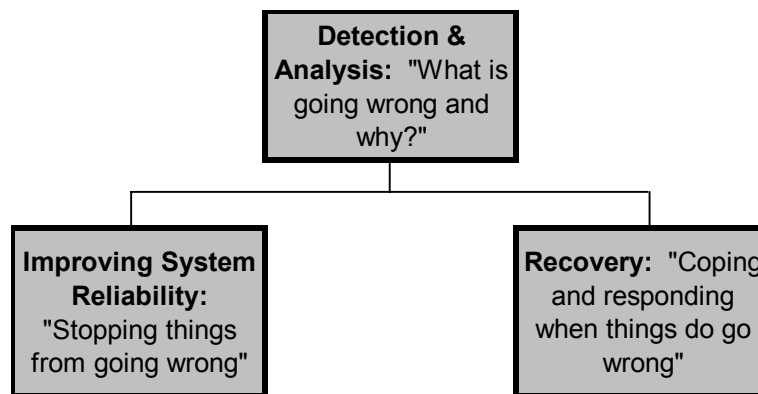 Detection &
Analysis: "What is
going wrong and
why?"
Improving System
Reliability:
"Stopping things
from going wrong"
Recovery: "Coping
and responding
when things do go
wrong"